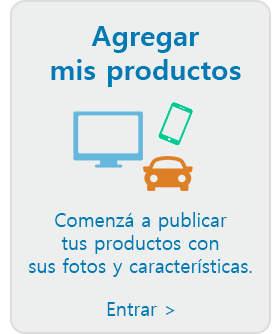 Agregar
mis productos
Comenzá a publicar
tus productos con
sus fotos y características.
Entrar >